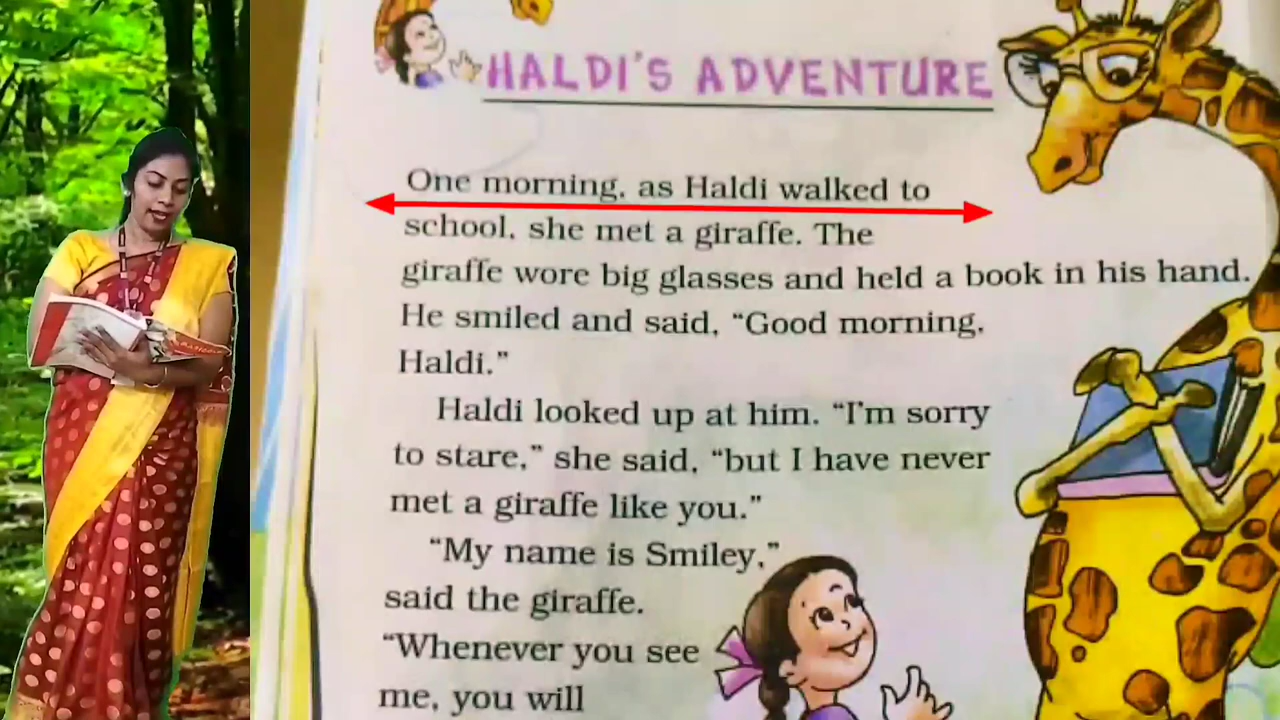 HALDI'S ADVENTURE
One morning, as Haldi walked to
school, she met a giraffe. The
giraffe wore big glasses and held a book in his hand.
He smiled and said, “Good morning,
Haldi.”
Haldi looked up at him. “I'm sorry
to stare,” she said, “but I have never
met a giraffe like you.”
“My name is Smiley,”
said the giraffe.
“Whenever you see
me, you will